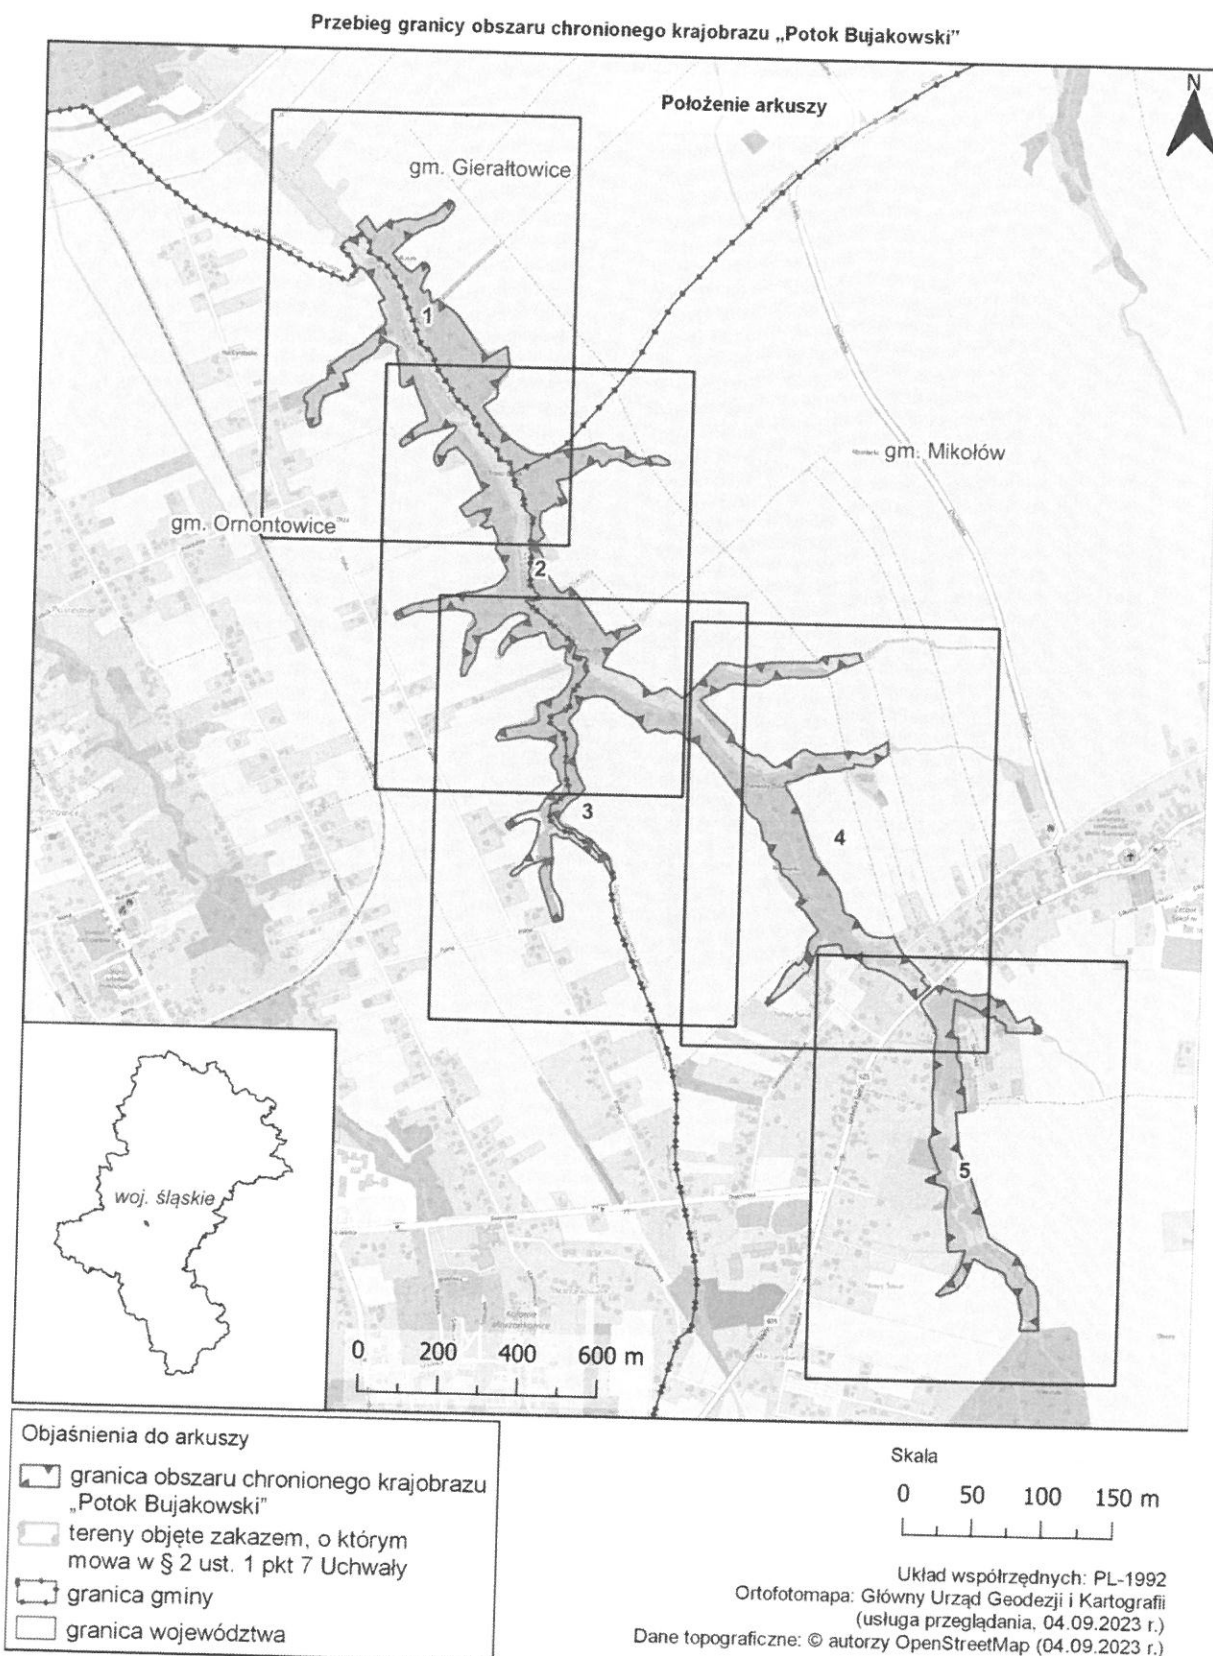 Przebieg granicy obszaru chronionego krajobrazu „Potok Bujakowski”
Położenie arkuszy
N
gm. Gierałtowice
1
gm. Mikołów
gm. Ornontowice
2
3
4
5
woj. śląskie
0 200 400 600 m
Objaśnienia do arkuszy
granica obszaru chronionego krajobrazu
„Potok Bujakowski”
tereny objęte zakazem, o którym
mowa w § 2 ust. 1 pkt 7 Uchwały
granica gminy
granica województwa
Skala
0 50 100 150 m
Układ współrzędnych: PL-1992
Ortofotomapa: Główny Urząd Geodezji i Kartografii
(usługa przeglądania, 04.09.2023 r.)
Dane topograficzne: © autorzy OpenStreetMap (04.09.2023 r.)